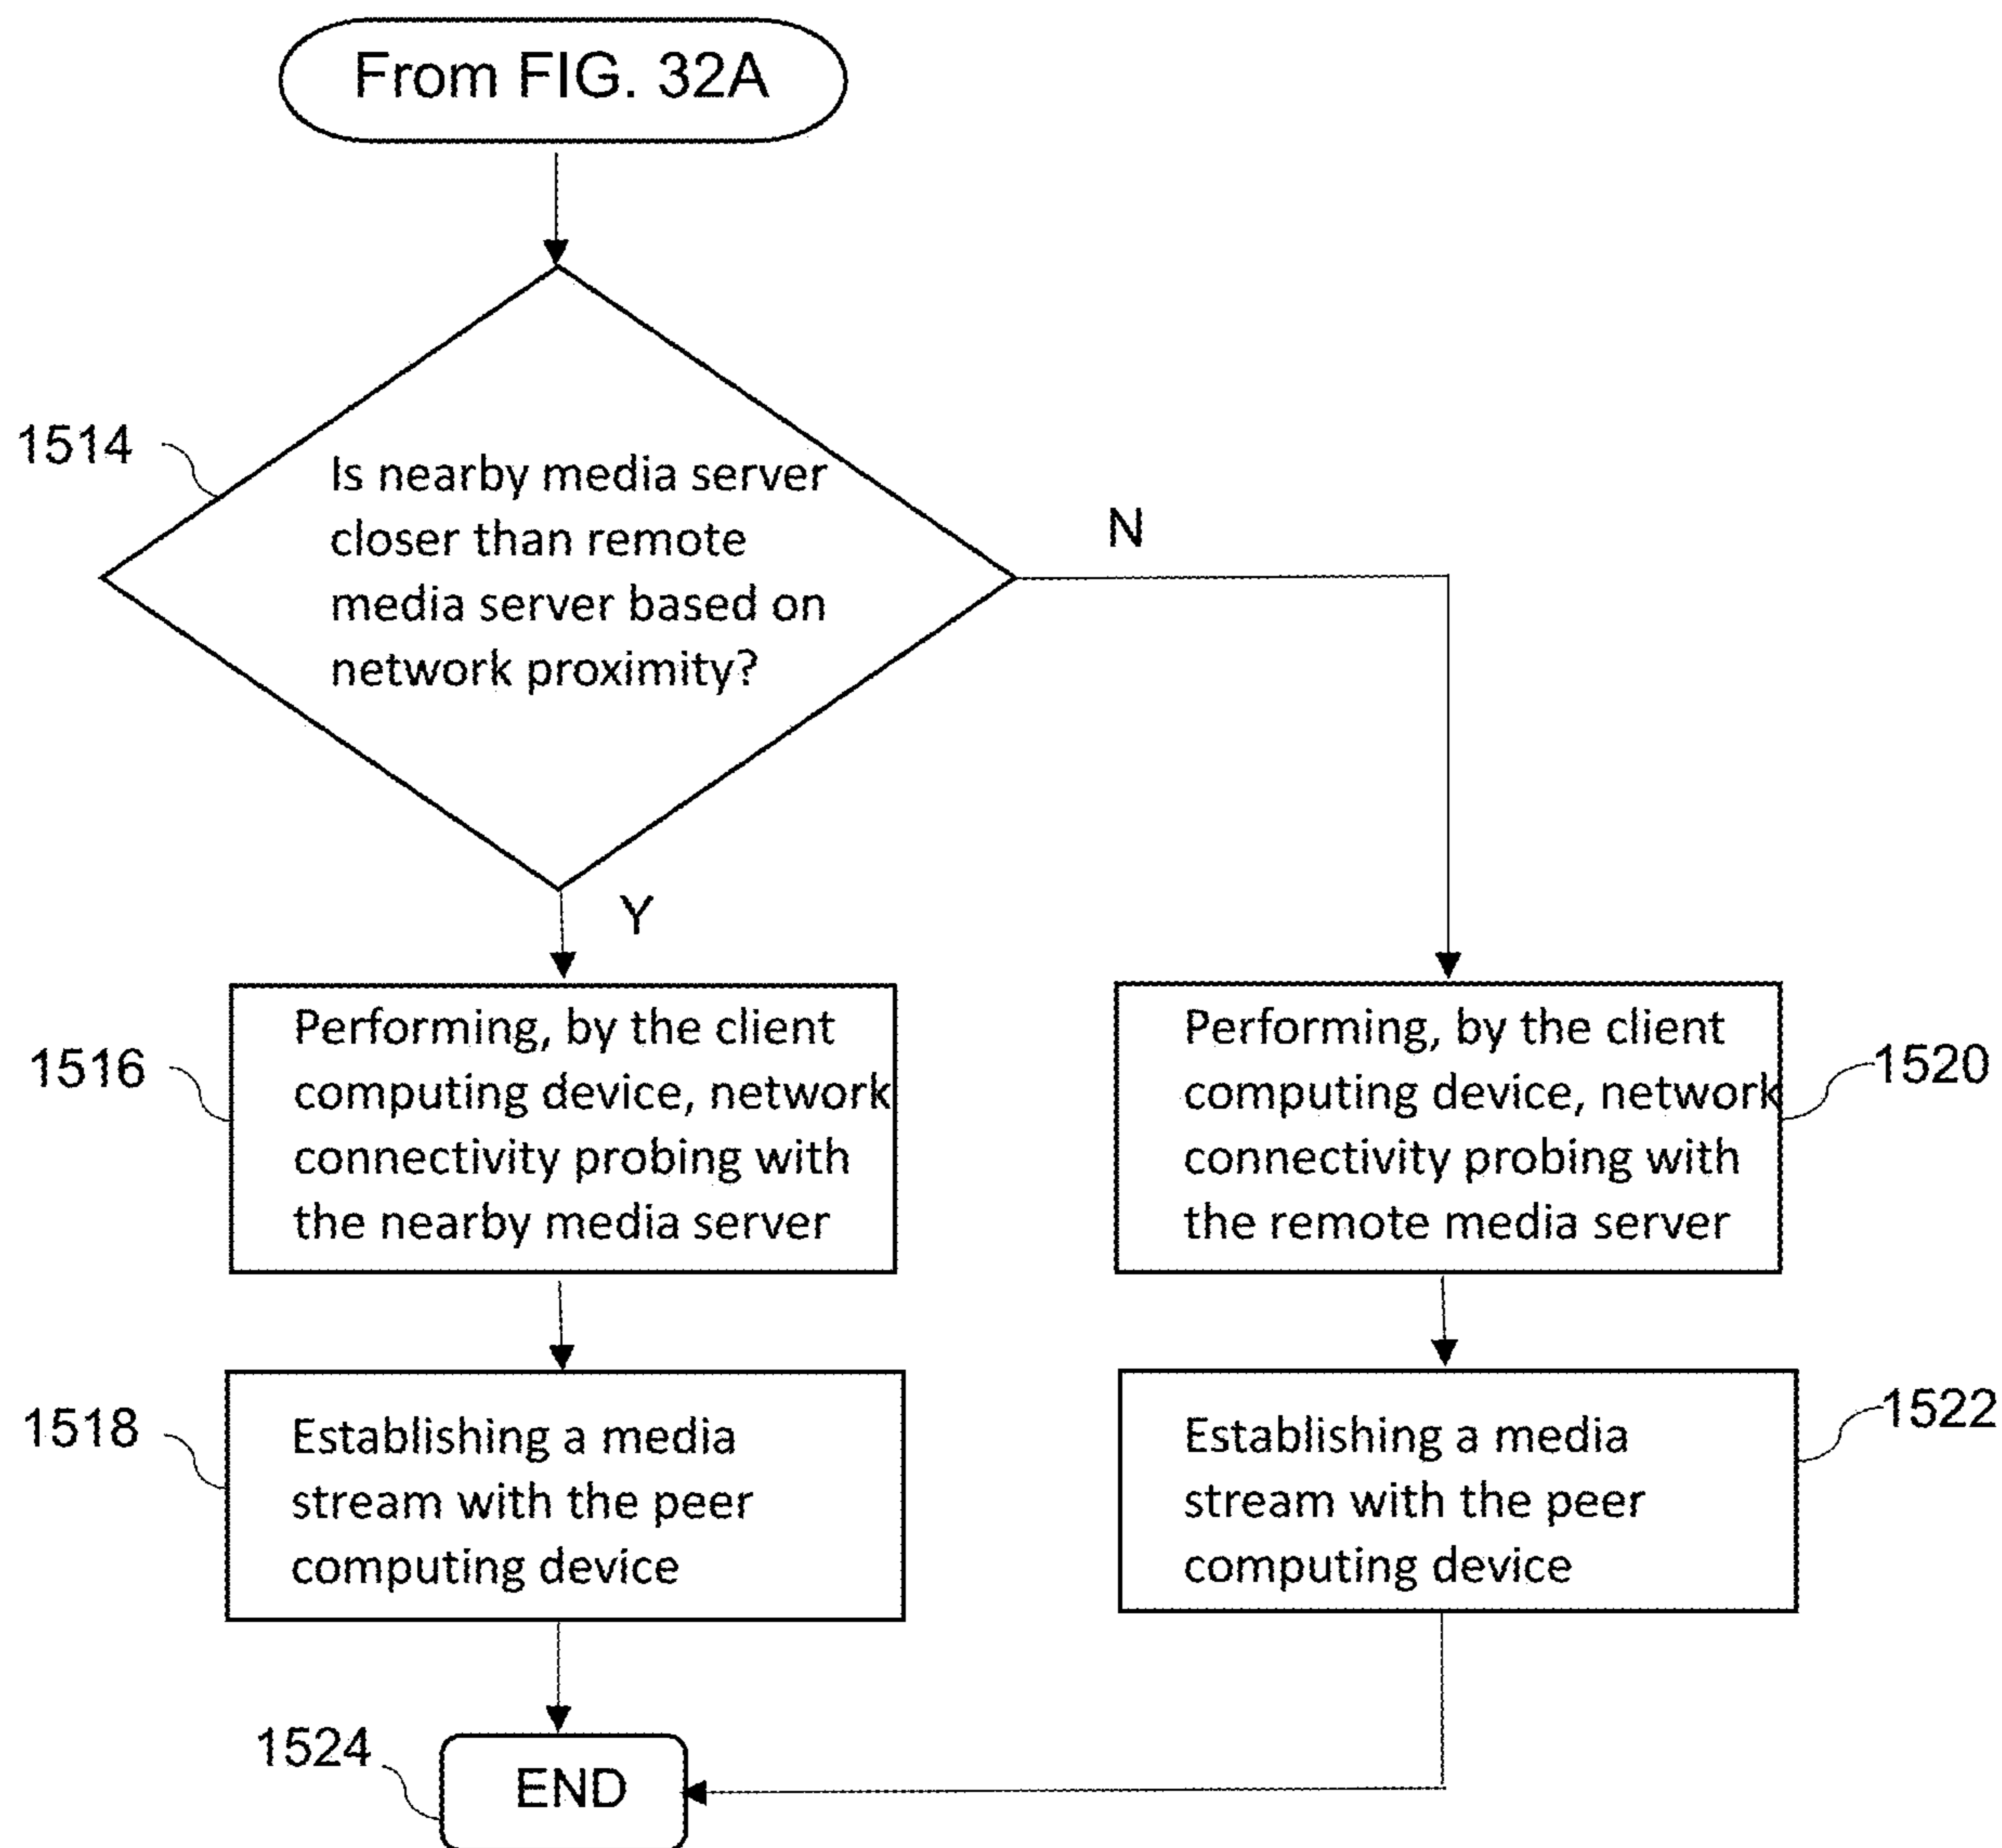 From FIG. 32A
1514
Is nearby media server
closer than remote
media server based on
network proximity?
N
Y
1516
Performing, by the client
computing device, network
connectivity probing with
the nearby media server
Performing, by the client
computing device, network
connectivity probing with
the remote media server
1520
1518
Establishing a media
stream with the peer
computing device
Establishing a media
stream with the peer
computing device
1522
1524
END